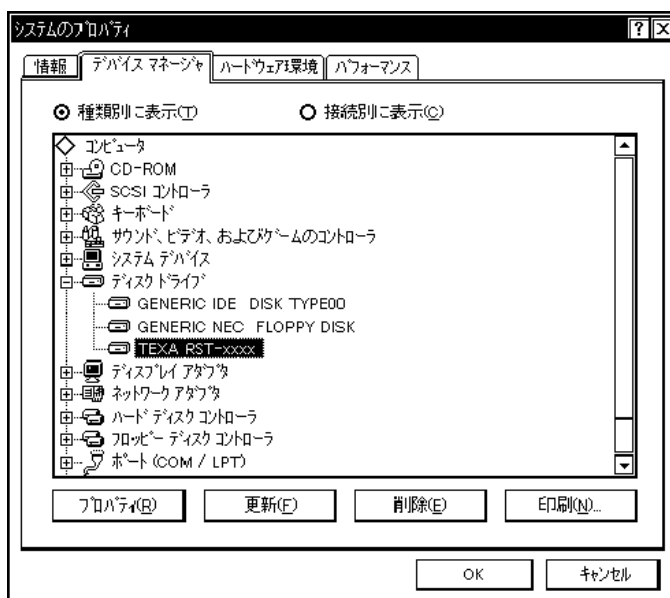 システムのプロパティ
情報 デバイス マネージャ ハードウェア環境 パフォーマンス
種類別に表示(T) 接続別に表示(C)
コンピュータ
CD-ROM
SCSI コントローラ
キーボード
サウンド、ビデオ、およびゲームのコントローラ
システム デバイス
ディスク ドライブ
GENERIC IDE DISK TYPE00
GENERIC NEC FLOPPY DISK
TEXA RST-xxxx
ディスプレイ アダプタ
ネットワーク アダプタ
ハード ディスク コントローラ
フロッピー ディスク コントローラ
ポート (COM / LPT)
プロパティ(R) 更新(F) 削除(E) 印刷(N)...
OK キャンセル